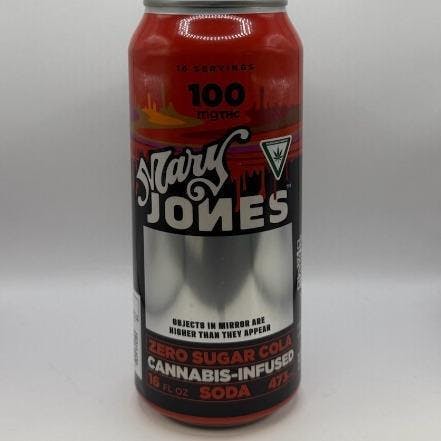 10 SERVINGS
100
mgTHC
Mary
JONES
OBJECTS IN MIRROR ARE
HIGHER THAN THEY APPEAR
ZERO SUGAR COLA
CANNABIS-INFUSED
16 FL OZ SODA 473